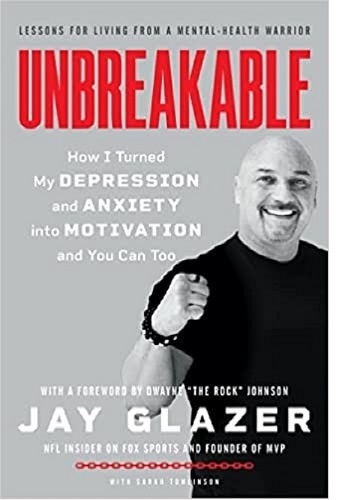 LESSONS FOR LIVING FROM A MENTAL-HEALTH WARRIOR
UNBREAKABLE
How I Turned
My DEPRESSION
and ANXIETY
into MOTIVATION
and You Can Too
WITH A FOREWORD BY DWAYNE "THE ROCK" JOHNSON
JAY GLAZER
NFL INSIDER ON FOX SPORTS AND FOUNDER OF MVP
WITH SARAH TOMLINSON